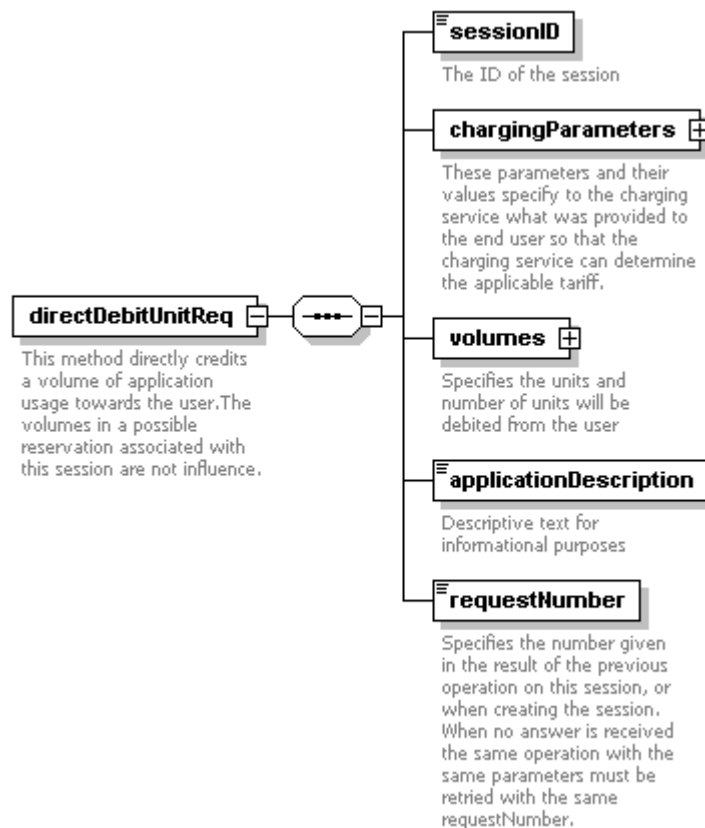 sessionID
The ID of the session
chargingParameters
These parameters and their
values specify to the charging
service what was provided to
the end user so that the
charging service can determine
the applicable tariff.
directDebitUnitReq
This method directly credits
a volume of application
usage towards the user.The
volumes in a possible
reservation associated with
this session are not influence.
volumes
Specifies the units and
number of units will be
debited from the user
applicationDescription
Descriptive text for
informational purposes
requestNumber
Specifies the number given
in the result of the previous
operation on this session, or
when creating the session.
When no answer is received
the same operation with the
same parameters must be
retried with the same
requestNumber.